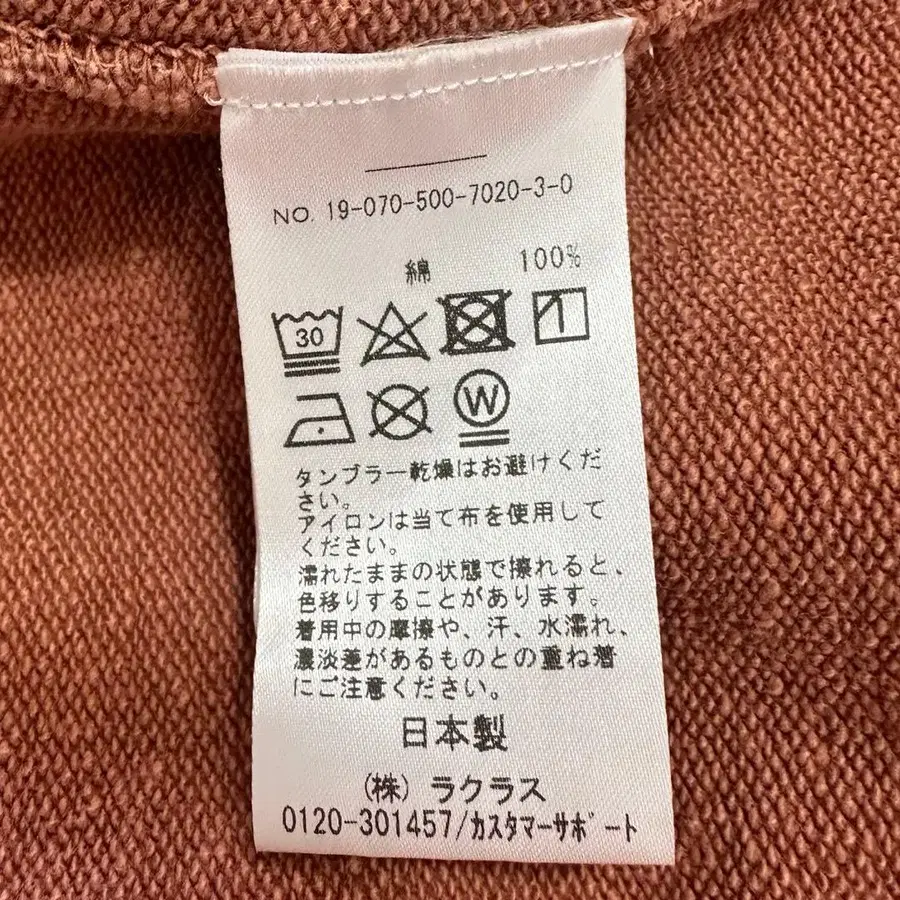 NO. 19-070-500-7020-3-0
綿 100%
30
W
タンブラー乾燥はお避けくだ
さい。
アイロンは当て布を使用して
ください。
濡れたままの状態で擦れると、
色移りすることがあります。
着用中の摩擦や、汗、水濡れ、
濃淡差があるものとの重ね着
にご注意ください。
日本製
(株) ラクラス
0120-301457/カスタマーサポート